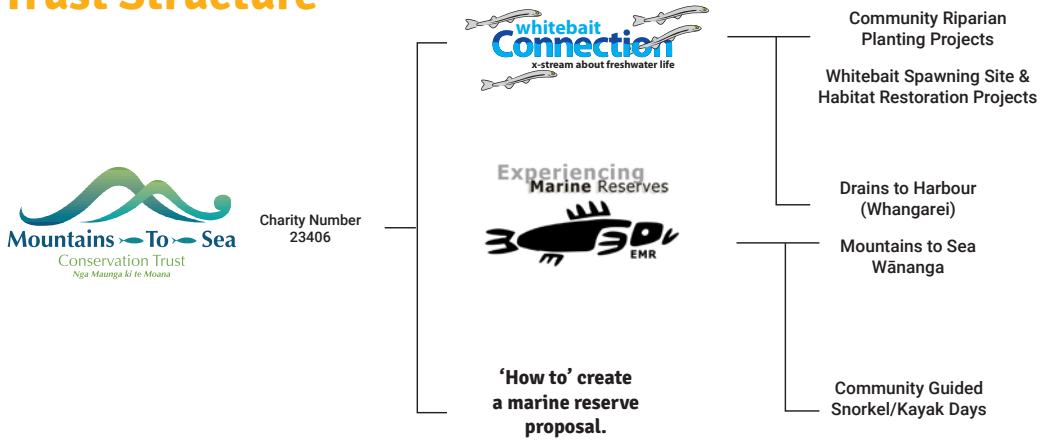 Trust Structure
Mountains To Sea
Conservation Trust
Nga Maunga ki te Moana
Charity Number
23406
whitebait
Connection
x-stream about freshwater life
Experiencing
Marine Reserves
EMR
‘How to’ create
a marine reserve
proposal.
Community Riparian
Planting Projects
Whitebait Spawning Site &
Habitat Restoration Projects
Drains to Harbour
(Whangarei)
Mountains to Sea
Wānanga
Community Guided
Snorkel/Kayak Days